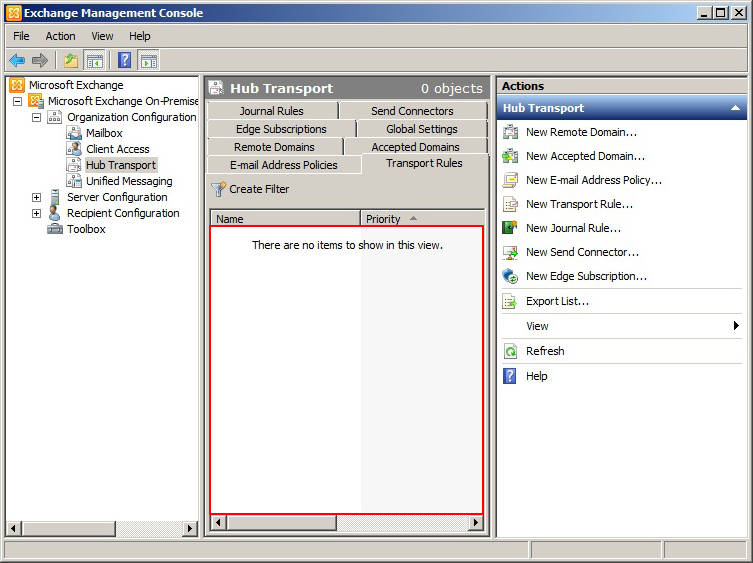 Exchange Management Console
File Action View Help
Microsoft Exchange
Microsoft Exchange On-Premise
Organization Configuration
Mailbox
Client Access
Hub Transport
Unified Messaging
Server Configuration
Recipient Configuration
Toolbox
Hub Transport 0 objects
Journal Rules Send Connectors
Edge Subscriptions Global Settings
Remote Domains Accepted Domains
E-mail Address Policies Transport Rules
Create Filter
Name Priority
There are no items to show in this view.
Actions
Hub Transport
New Remote Domain...
New Accepted Domain...
New E-mail Address Policy...
New Transport Rule...
New Journal Rule...
New Send Connector...
New Edge Subscription...
Export List...
View
Refresh
Help